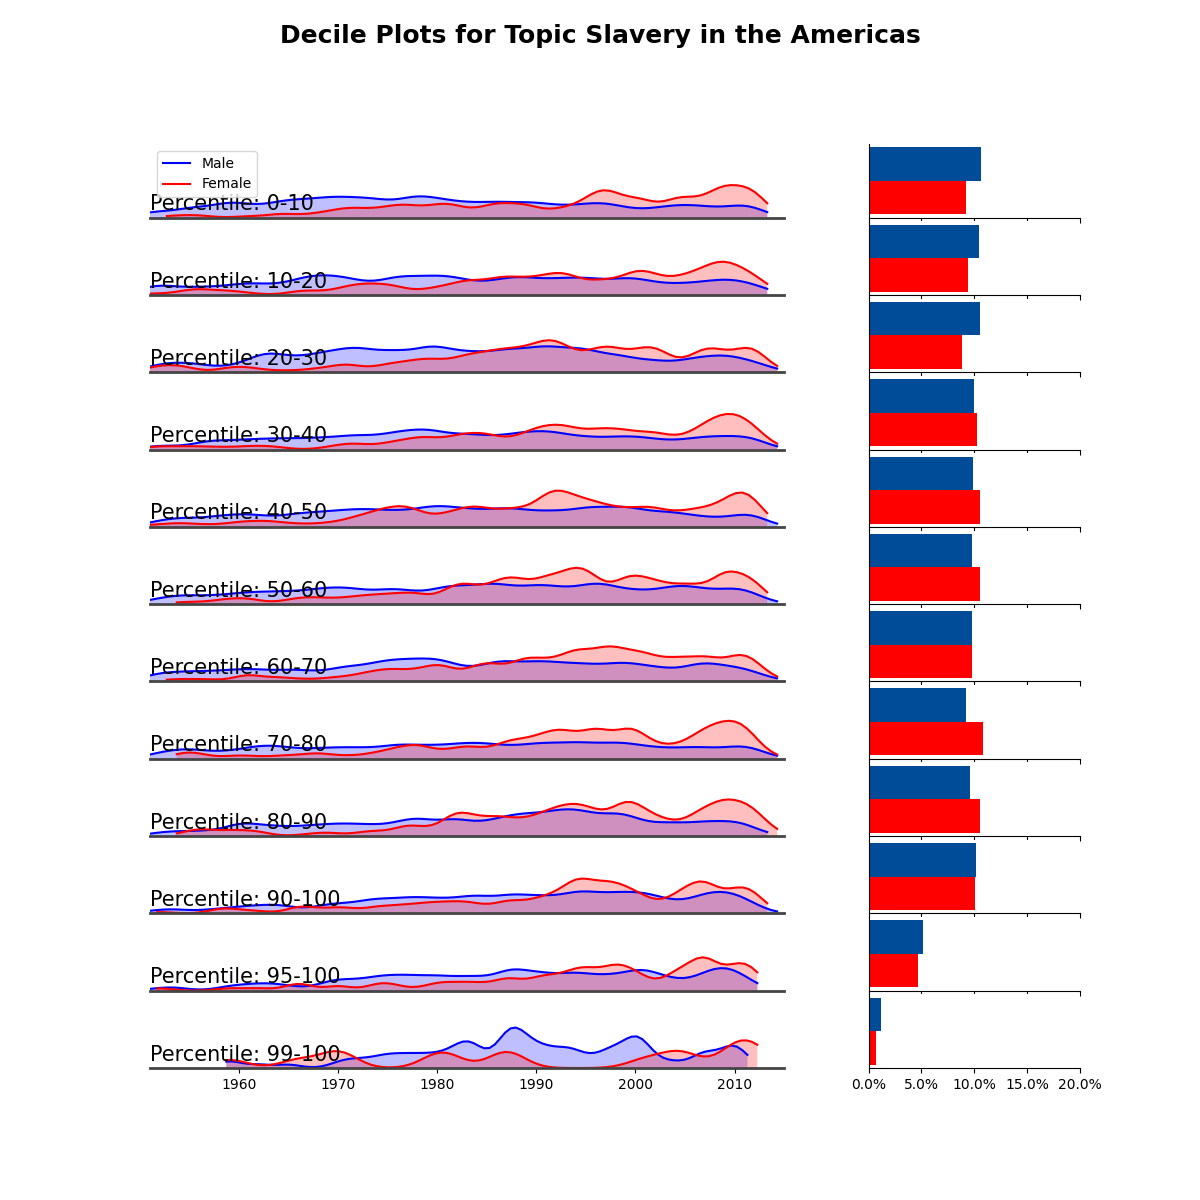 Decile Plots for Topic Slavery in the Americas
Male
Female
Percentile: 0-10
Percentile: 10-20
Percentile: 20-30
Percentile: 30-40
Percentile: 40-50
Percentile: 50-60
Percentile: 60-70
Percentile: 70-80
Percentile: 80-90
Percentile: 90-100
Percentile: 95-100
Percentile: 99-100
1960 1970 1980 1990 2000 2010
0.0% 5.0% 10.0% 15.0% 20.0%